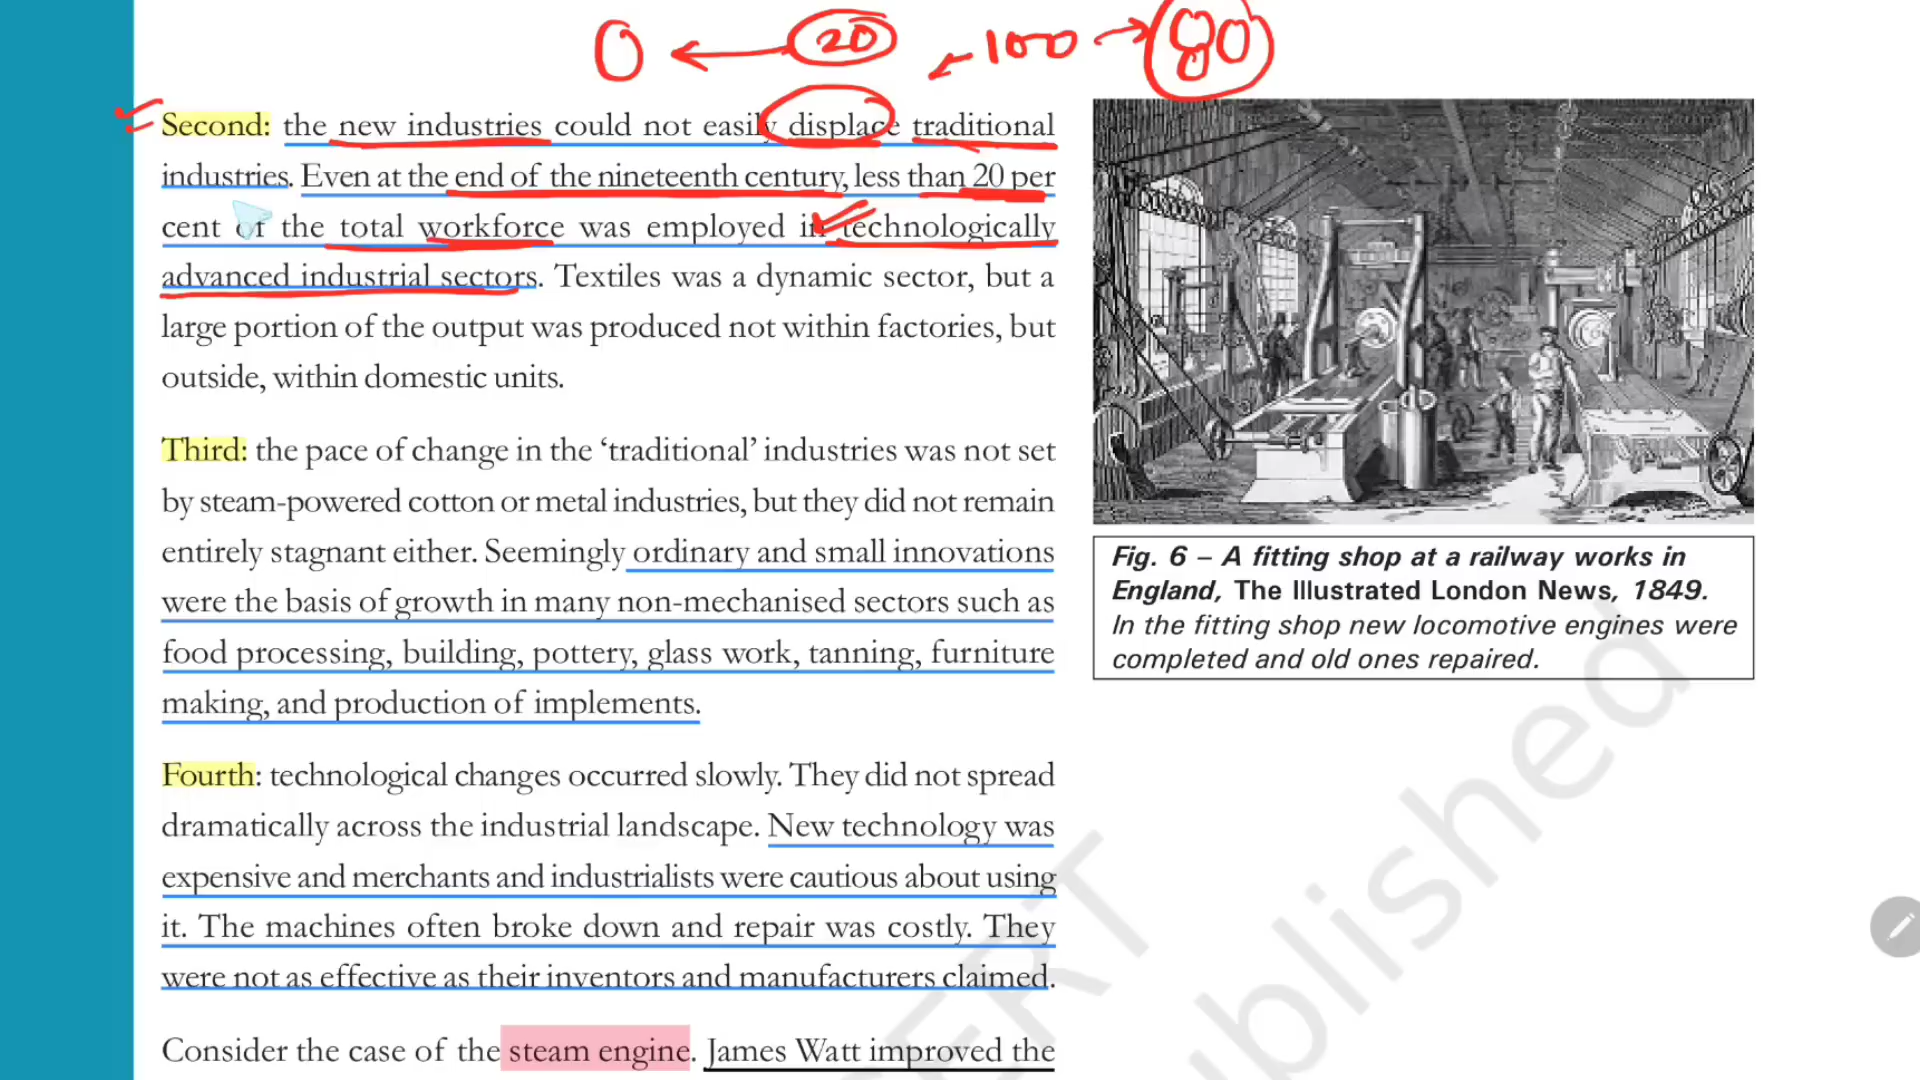 0 ← 20 ← 100 → 80
Second: the new industries could not easily displace traditional
industries. Even at the end of the nineteenth century, less than 20 per
cent of the total workforce was employed in technologically
advanced industrial sectors. Textiles was a dynamic sector, but a
large portion of the output was produced not within factories, but
outside, within domestic units.
Third: the pace of change in the ‘traditional’ industries was not set
by steam-powered cotton or metal industries, but they did not remain
entirely stagnant either. Seemingly ordinary and small innovations
were the basis of growth in many non-mechanised sectors such as
food processing, building, pottery, glass work, tanning, furniture
making, and production of implements.
Fourth: technological changes occurred slowly. They did not spread
dramatically across the industrial landscape. New technology was
expensive and merchants and industrialists were cautious about using
it. The machines often broke down and repair was costly. They
were not as effective as their inventors and manufacturers claimed.
Consider the case of the steam engine. James Watt improved the
Fig. 6 – A fitting shop at a railway works in
England, The Illustrated London News, 1849.
In the fitting shop new locomotive engines were
completed and old ones repaired.